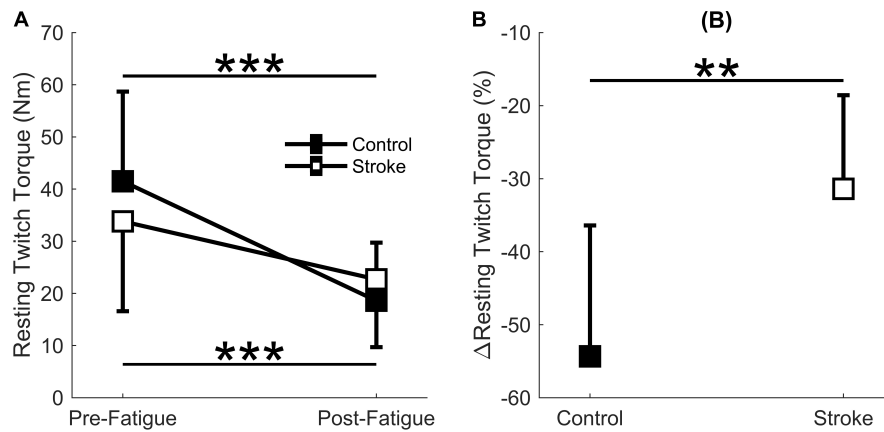 A
Resting Twitch Torque (Nm)
70
60
50
40
30
20
10
0
***
Control
Stroke
***
Pre-Fatigue Post-Fatigue
B (B)
ΔResting Twitch Torque (%)
-10
-20
-30
-40
-50
-60
**
Control Stroke